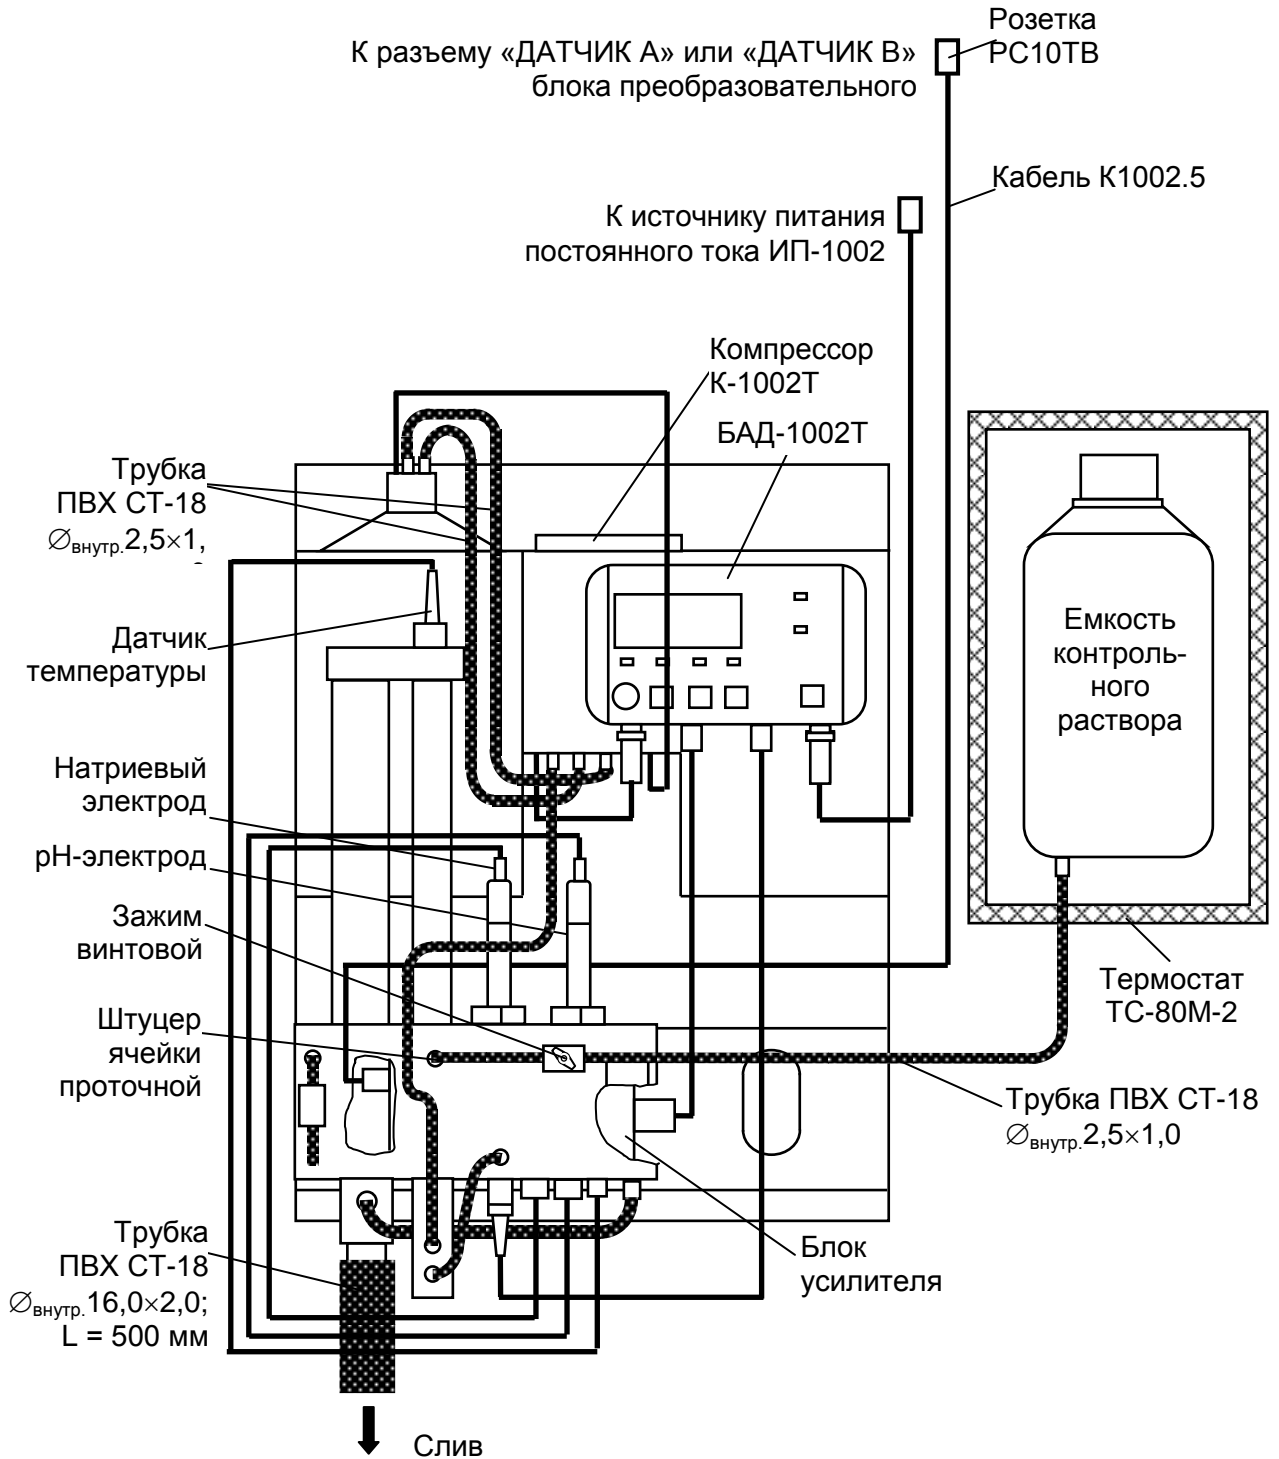 Розетка
РС10ТВ
К разъему «ДАТЧИК А» или «ДАТЧИК В»
блока преобразовательного
Кабель К1002.5
К источнику питания
постоянного тока ИП-1002
Компрессор
К-1002Т
БАД-1002Т
Трубка
ПВХ СТ-18
∅внутр.2,5×1,
Емкость
контроль-
ного
раствора
Датчик
температуры
Натриевый
электрод
рН-электрод
Зажим
винтовой
Термостат
ТС-80М-2
Штуцер
ячейки
проточной
Трубка ПВХ СТ-18
∅внутр.2,5×1,0
Трубка
ПВХ СТ-18
∅внутр.16,0×2,0;
L = 500 мм
Блок
усилителя
Слив